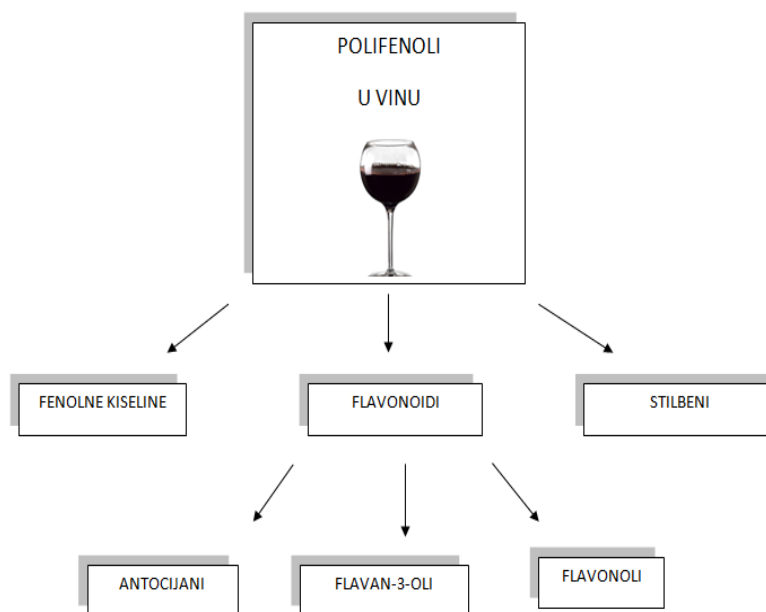 POLIFENOLI
U VINU
FENOLNE KISELINE
FLAVONOIDI
STILBENI
ANTOCIJANI
FLAVAN-3-OLI
FLAVONOLI